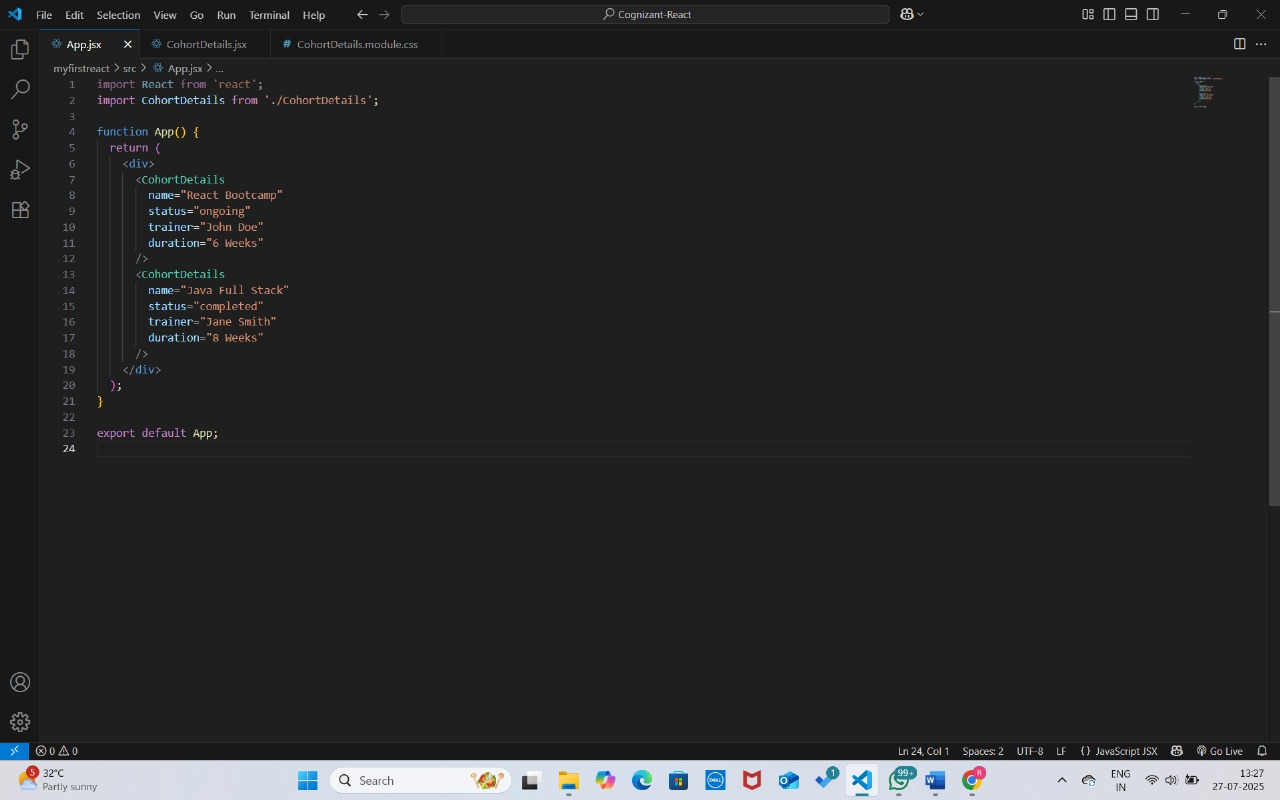 File Edit Selection View Go Run Terminal Help
Cognizant-React
App.jsx CohortDetails.jsx # CohortDetails.module.css
myfirstreact > src > App.jsx > ...
1 import React from 'react';
2 import CohortDetails from './CohortDetails';
3
4 function App() {
5 return (
6 <div>
7 <CohortDetails
8 name="React Bootcamp"
9 status="ongoing"
10 trainer="John Doe"
11 duration="6 Weeks"
12 />
13 <CohortDetails
14 name="Java Full Stack"
15 status="completed"
16 trainer="Jane Smith"
17 duration="8 Weeks"
18 />
19 </div>
20 );
21 }
22
23 export default App;
24
0 0 Ln 24, Col 1 Spaces: 2 UTF-8 LF {} JavaScript JSX Go Live
5 32°C
Partly sunny
Search
DELL
1
99+
R
ENG
IN
13:27
27-07-2025